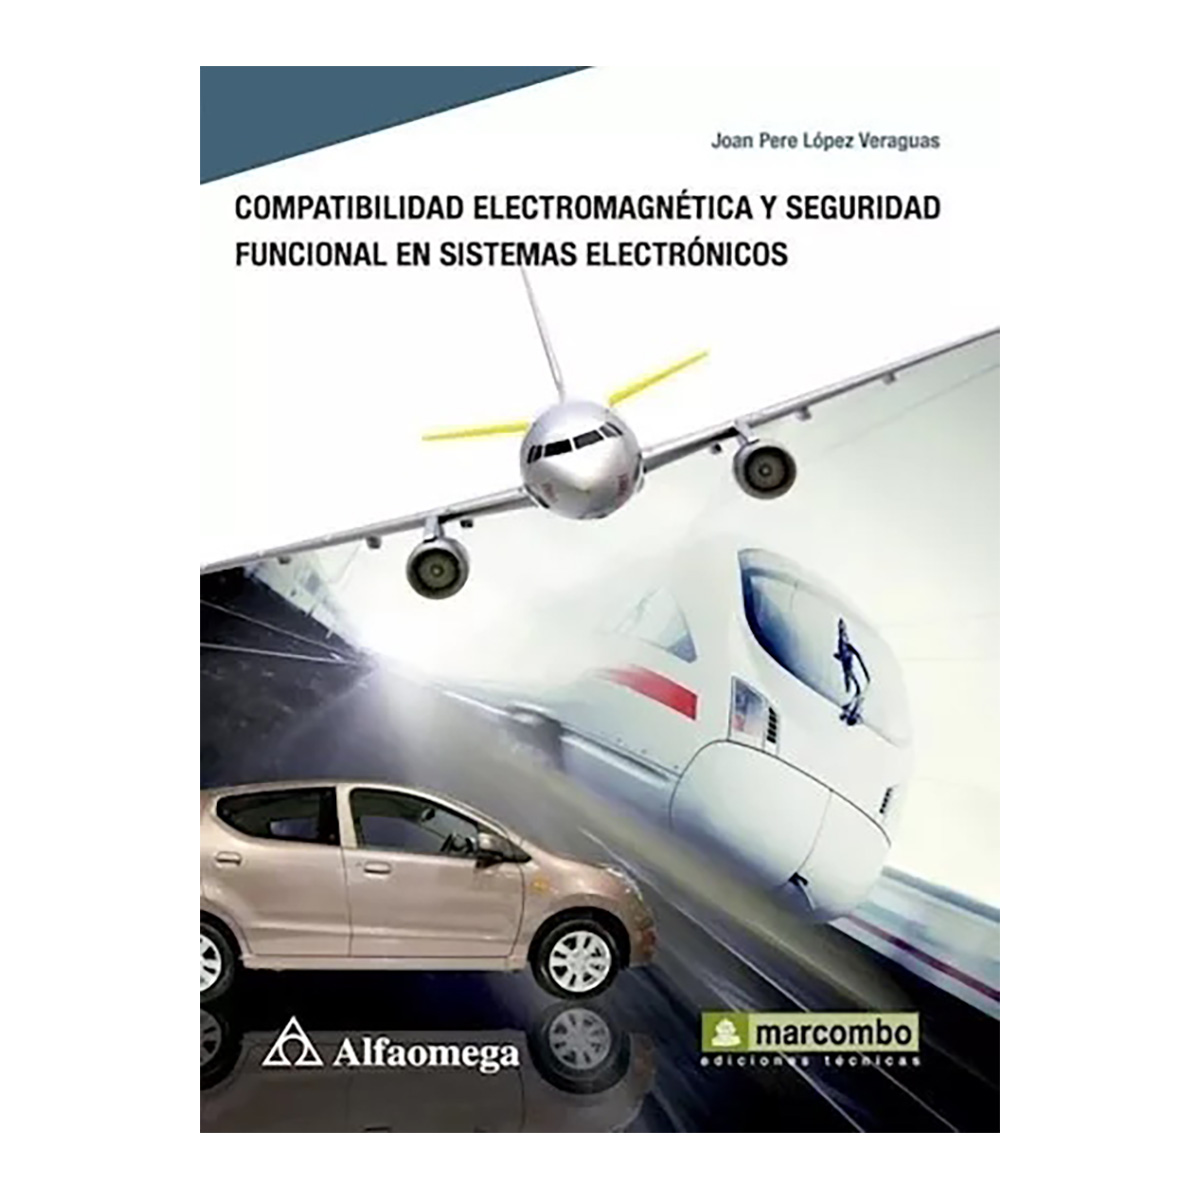 Joan Pere López Veraguas
COMPATIBILIDAD ELECTROMAGNÉTICA Y SEGURIDAD
FUNCIONAL EN SISTEMAS ELECTRÓNICOS
Alfaomega
marcombo
ediciones técnicas